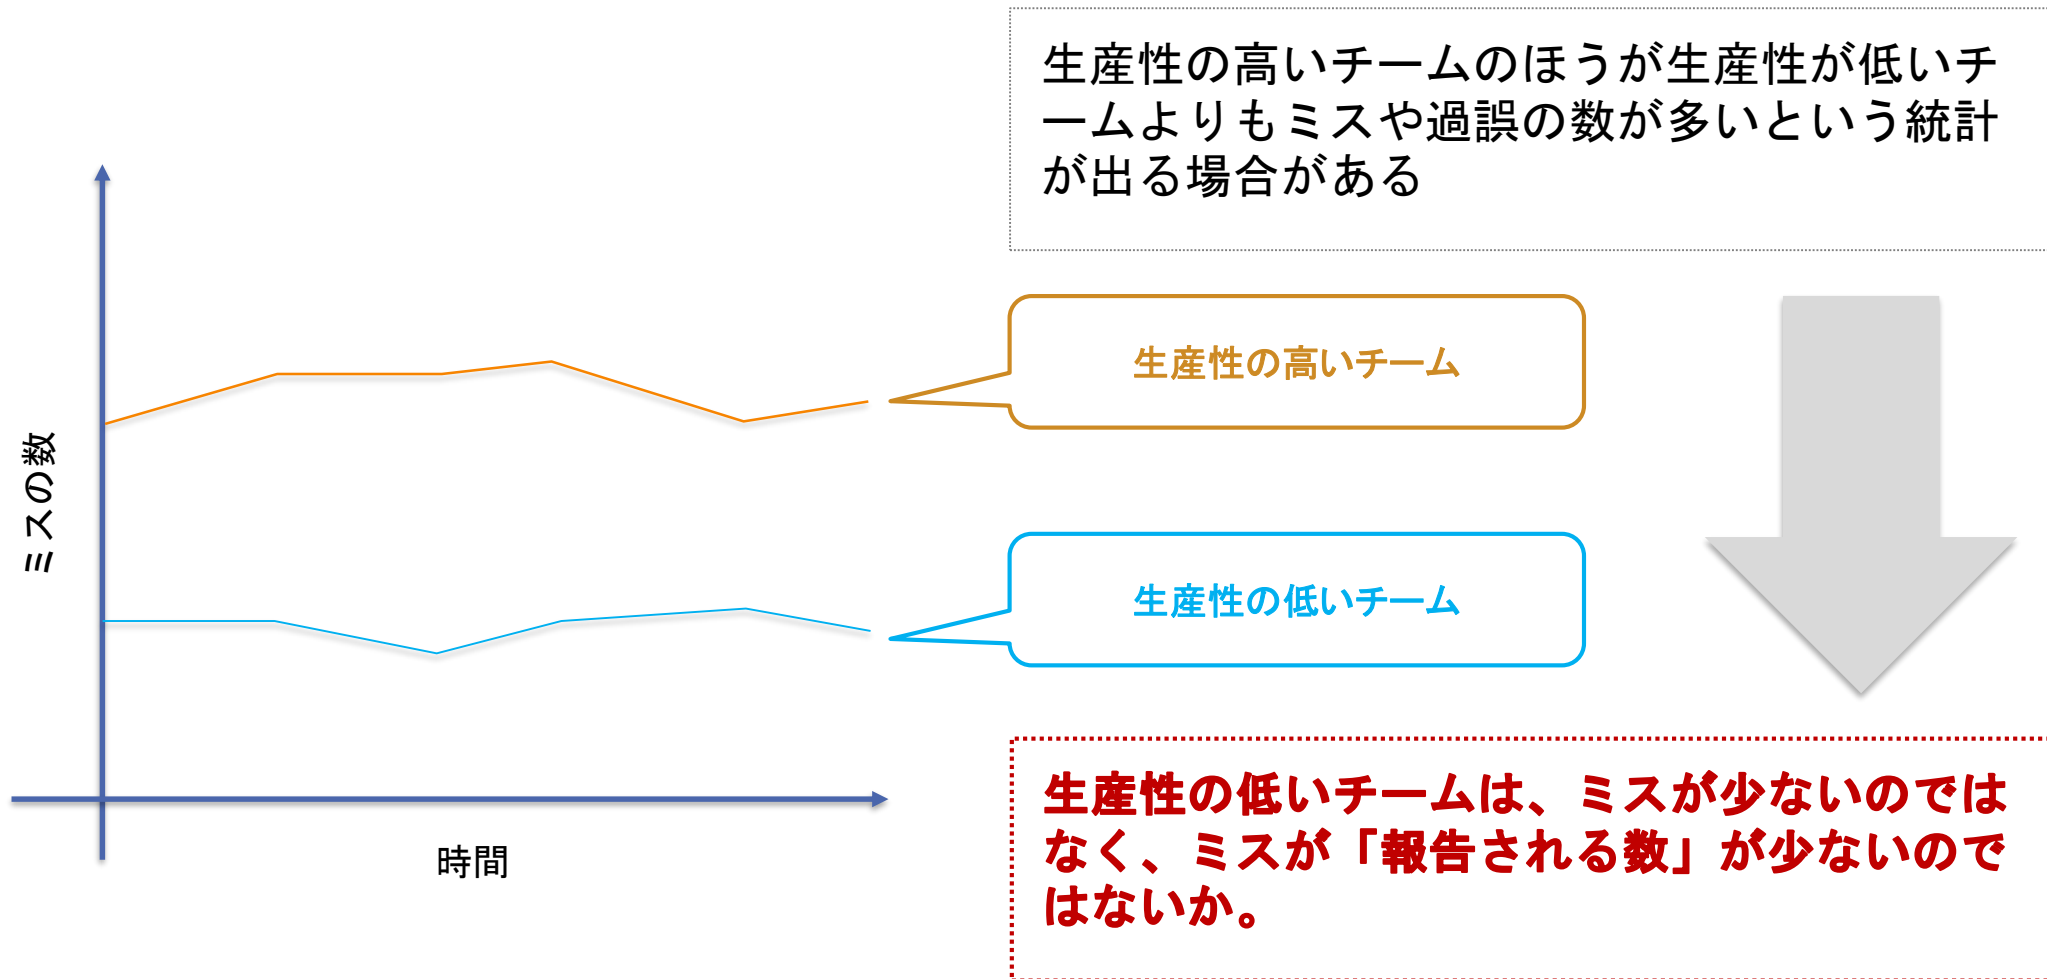 生産性の高いチームのほうが生産性が低いチ
ームよりもミスや過誤の数が多いという統計
が出る場合がある
生産性の高いチーム
ミスの数
生産性の低いチーム
生産性の低いチームは、ミスが少ないのでは
なく、ミスが「報告される数」が少ないので
はないか。
時間